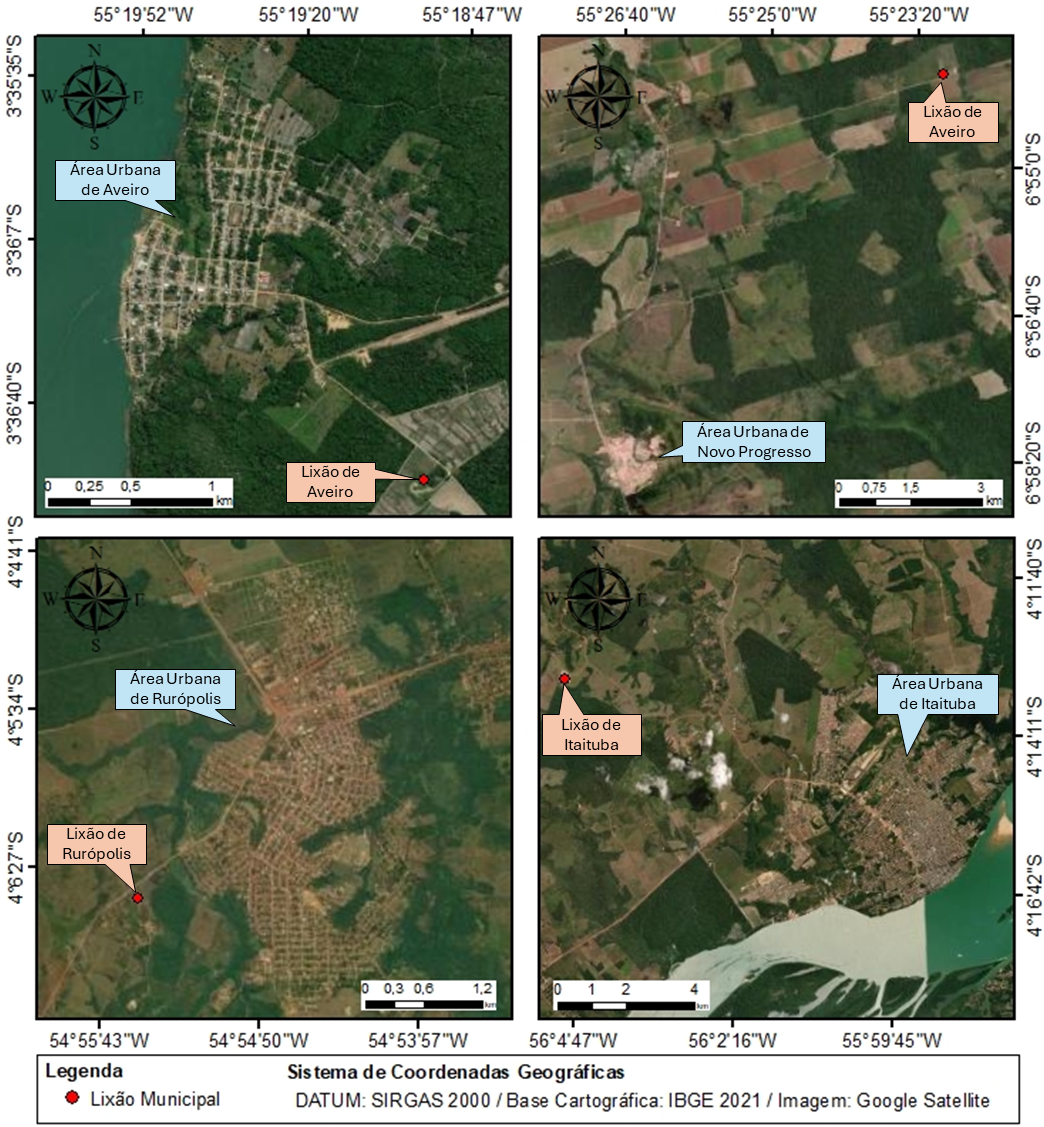 55°19'52"W 55°19'20"W 55°18'47"W
55°26'40"W 55°25'0"W 55°23'20"W
3°35'35"S
3°36'7"S
3°36'40"S
N
W E
S
Área Urbana
de Aveiro
Lixão de
Aveiro
0 0,25 0,5 1
km
N
W E
S
Lixão de
Aveiro
Área Urbana de
Novo Progresso
0 0,75 1,5 3
km
6°55'0"S
6°56'40"S
6°58'20"S
4°4'41"S
4°5'34"S
4°6'27"S
N
W E
S
Área Urbana
de Rurópolis
Lixão de
Rurópolis
0 0,3 0,6 1,2
km
N
W E
S
Lixão de
Itaituba
Área Urbana
de Itaituba
0 1 2 4
km
4°11'40"S
4°14'11"S
4°16'42"S
54°55'43"W 54°54'50"W 54°53'57"W
56°4'47"W 56°2'16"W 55°59'45"W
Legenda
Lixão Municipal
Sistema de Coordenadas Geográficas
DATUM: SIRGAS 2000 / Base Cartográfica: IBGE 2021 / Imagem: Google Satellite